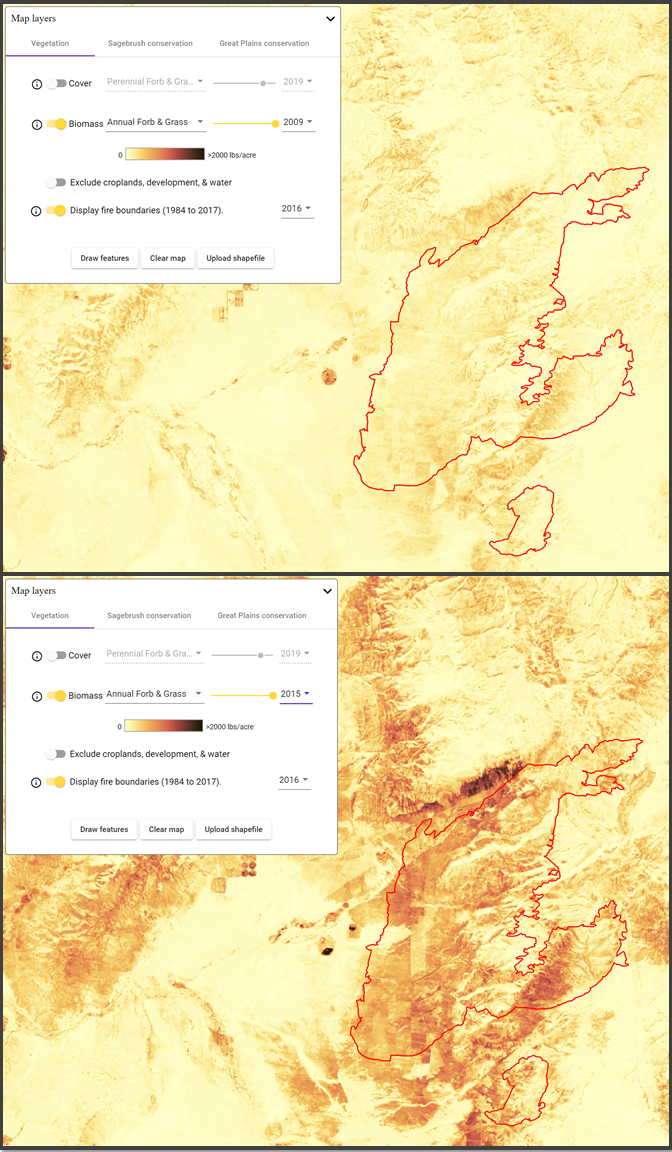 Map layers
Vegetation Sagebrush conservation Great Plains conservation
Cover Perennial Forb & Gra... 2019
Biomass Annual Forb & Grass 2009
0 >2000 lbs/acre
Exclude croplands, development, & water
Display fire boundaries (1984 to 2017). 2016
Draw features Clear map Upload shapefile
Map layers
Vegetation Sagebrush conservation Great Plains conservation
Cover Perennial Forb & Gra... 2019
Biomass Annual Forb & Grass 2015
0 >2000 lbs/acre
Exclude croplands, development, & water
Display fire boundaries (1984 to 2017). 2016
Draw features Clear map Upload shapefile